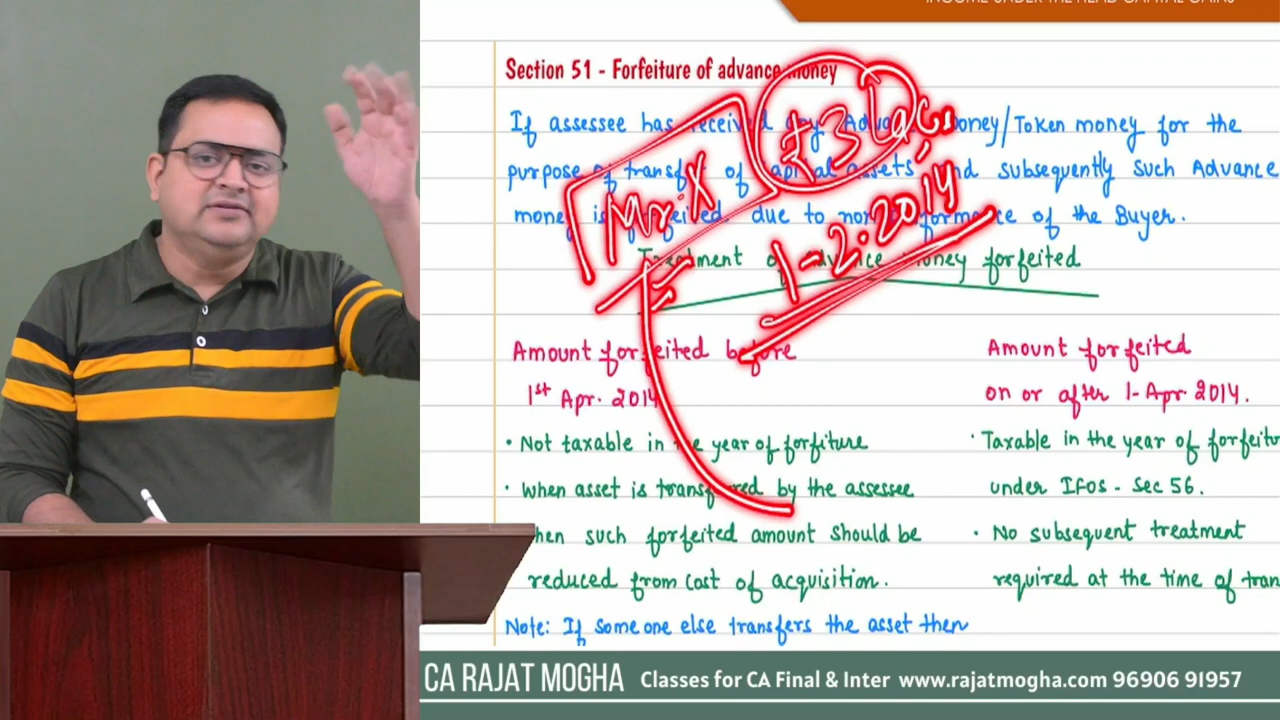 INCOME UNDER THE HEAD CAPITAL GAINS
Section 51 - Forfeiture of advance money
If assessee has received any Advance money/Token money for the
purpose of transfer of capital assets and subsequently such Advance
money is forfeited due to non performance of the Buyer.
Treatment of advance money forfeited
Mr. X
₹3 Lacs
1-2.2014
Amount forfeited before
1st Apr. 2014
• Not taxable in the year of forfiture
• When asset is transferred by the assessee
then such forfeited amount should be
reduced from cost of acquisition.
Amount forfeited
on or after 1-Apr. 2014.
• Taxable in the year of forfeitu
under IFOS - Sec 56.
• No subsequent treatment
required at the time of tran
Note: If someone else transfers the asset then
CA RAJAT MOGHA Classes for CA Final & Inter www.rajatmogha.com 96906 91957